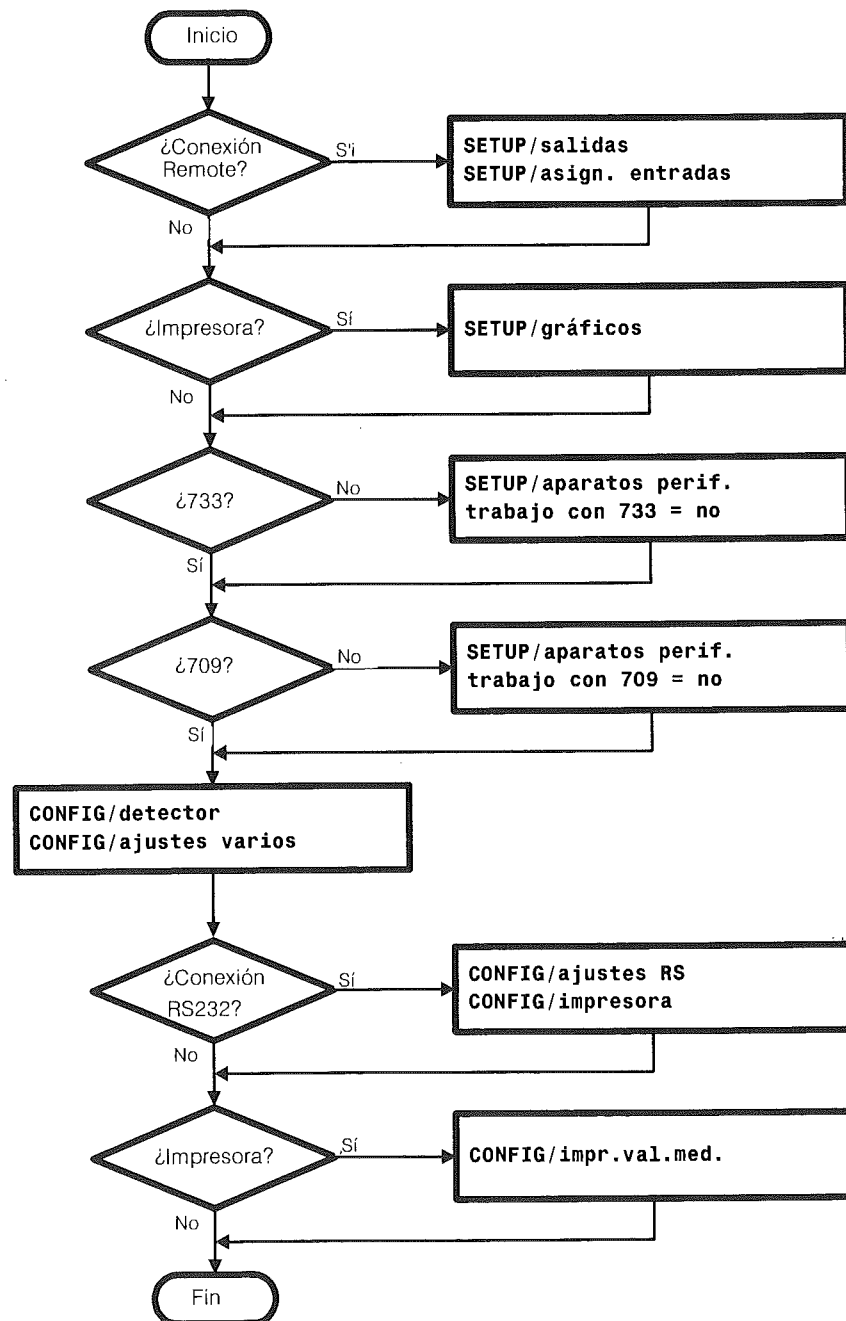 Inicio
¿Conexión
Remote?
S'i
SETUP/salidas
SETUP/asign. entradas
No
¿Impresora?
Sí
SETUP/gráficos
No
¿733?
No
SETUP/aparatos perif.
trabajo con 733 = no
Sí
¿709?
No
SETUP/aparatos perif.
trabajo con 709 = no
Sí
CONFIG/detector
CONFIG/ajustes varios
¿Conexión
RS232?
Sí
CONFIG/ajustes RS
CONFIG/impresora
No
¿Impresora?
Sí
CONFIG/impr.val.med.
No
Fin